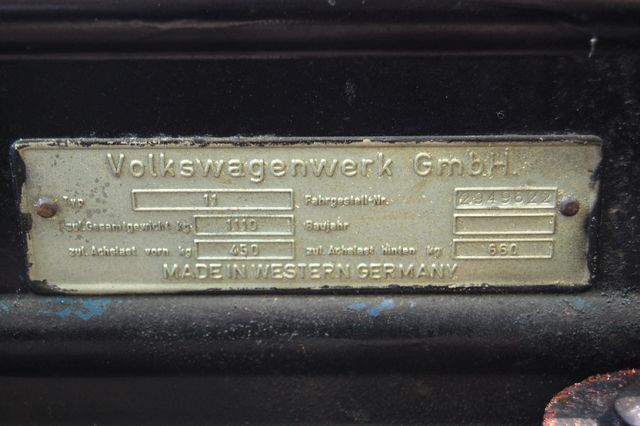 Volkswagenwerk GmbH.
Typ 11 Fahrgestell-Nr. 2949622
zul. Gesamtgewicht kg 1110 Baujahr
zul. Achslast vorn kg 450 zul. Achslast hinten kg 660
MADE IN WESTERN GERMANY